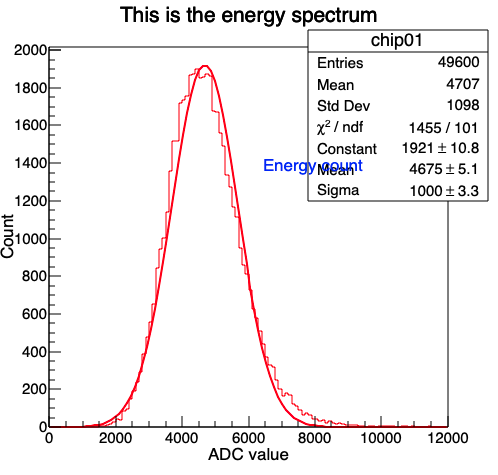 This is the energy spectrum
chip01
Entries 49600
Mean 4707
Std Dev 1098
χ² / ndf 1455 / 101
Constant 1921 ± 10.8
Mean 4675 ± 5.1
Sigma 1000 ± 3.3
Energy count
Count
2000
1800
1600
1400
1200
1000
800
600
400
200
0
0 2000 4000 6000 8000 10000 12000
ADC value